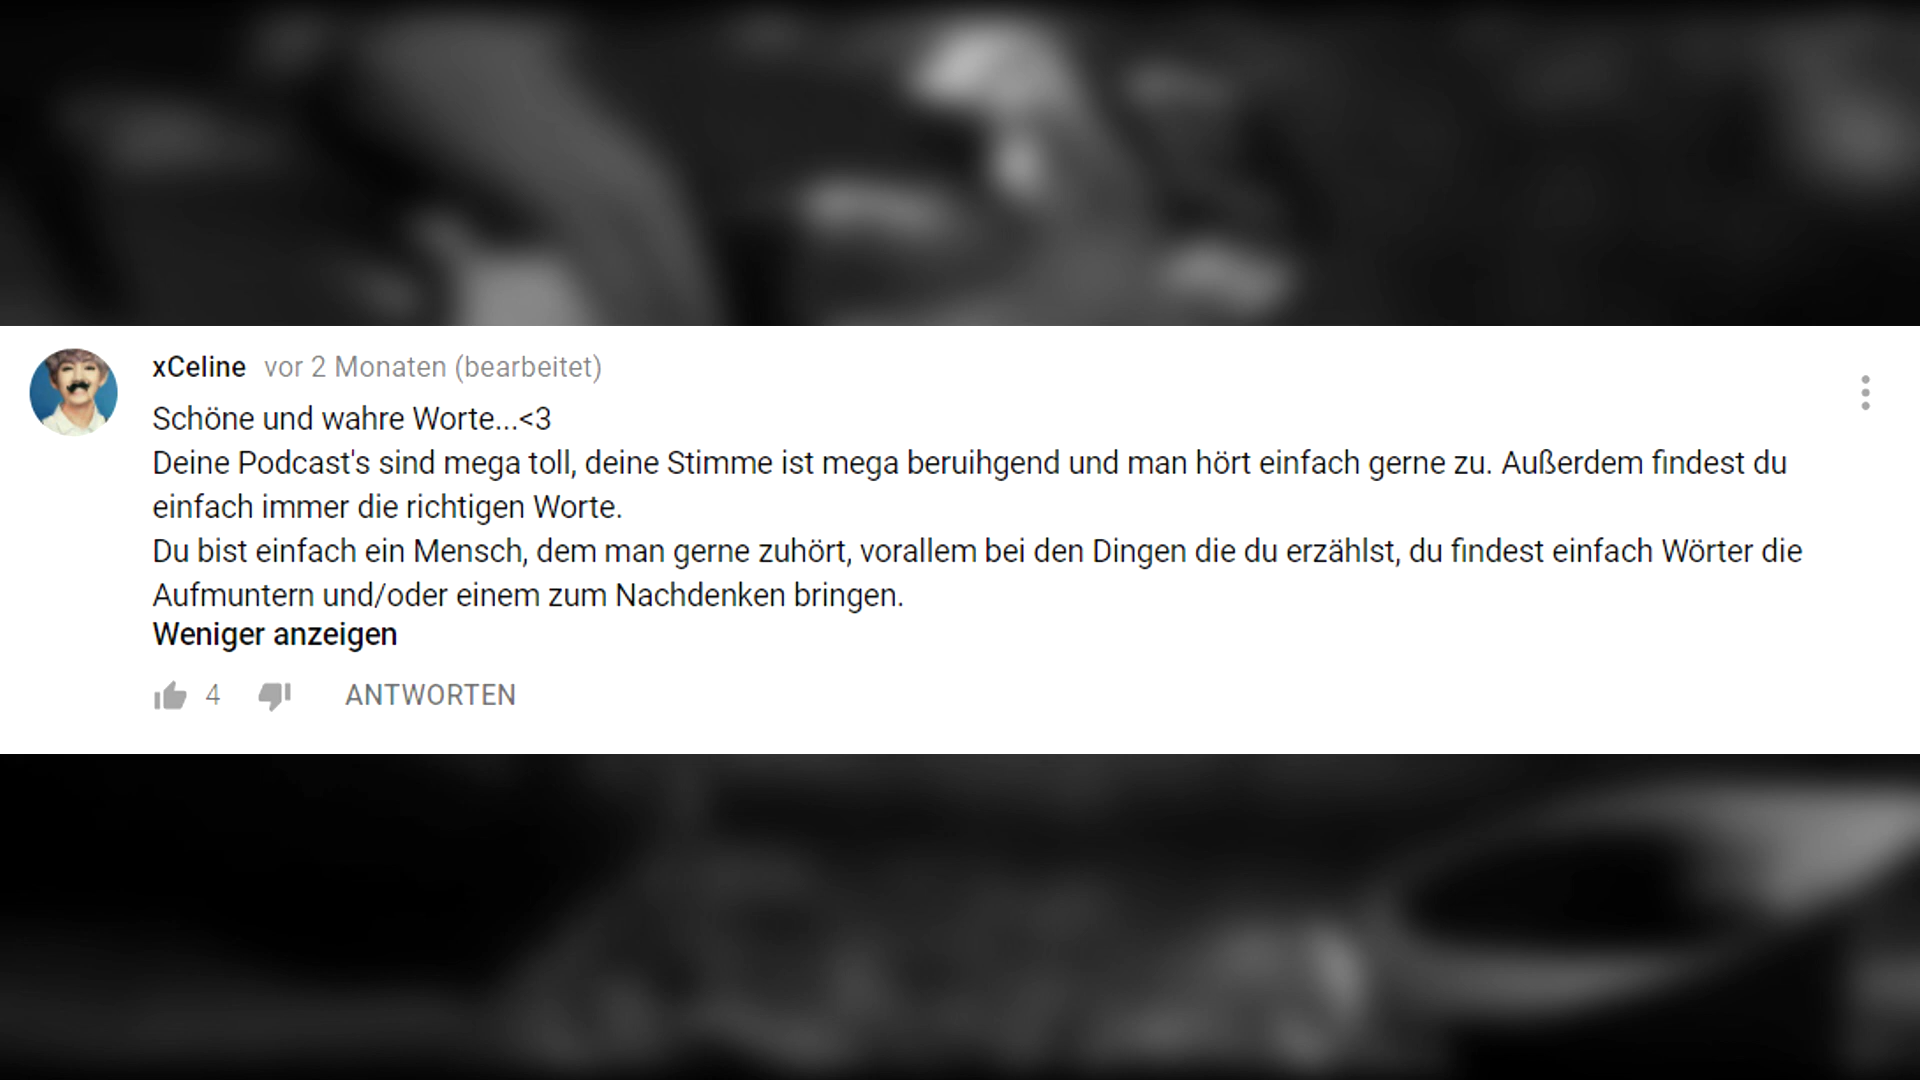 xCeline vor 2 Monaten (bearbeitet)
Schöne und wahre Worte...<3
Deine Podcast's sind mega toll, deine Stimme ist mega beruihgend und man hört einfach gerne zu. Außerdem findest du
einfach immer die richtigen Worte.
Du bist einfach ein Mensch, dem man gerne zuhört, vorallem bei den Dingen die du erzählst, du findest einfach Wörter die
Aufmuntern und/oder einem zum Nachdenken bringen.
Weniger anzeigen
4 ANTWORTEN